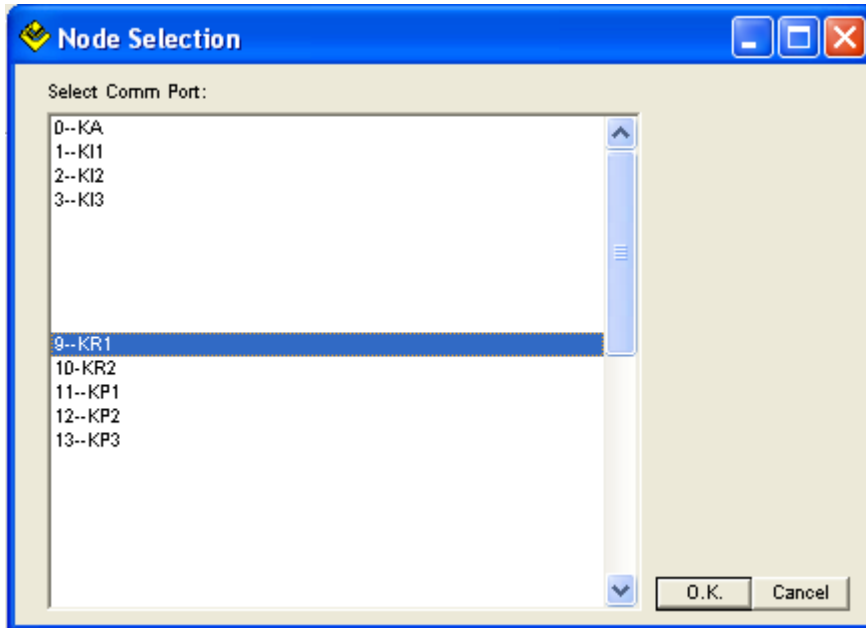 Node Selection
Select Comm Port:
0--KA
1--KI1
2--KI2
3--KI3
9--KR1
10-KR2
11--KP1
12--KP2
13--KP3
O.K.
Cancel